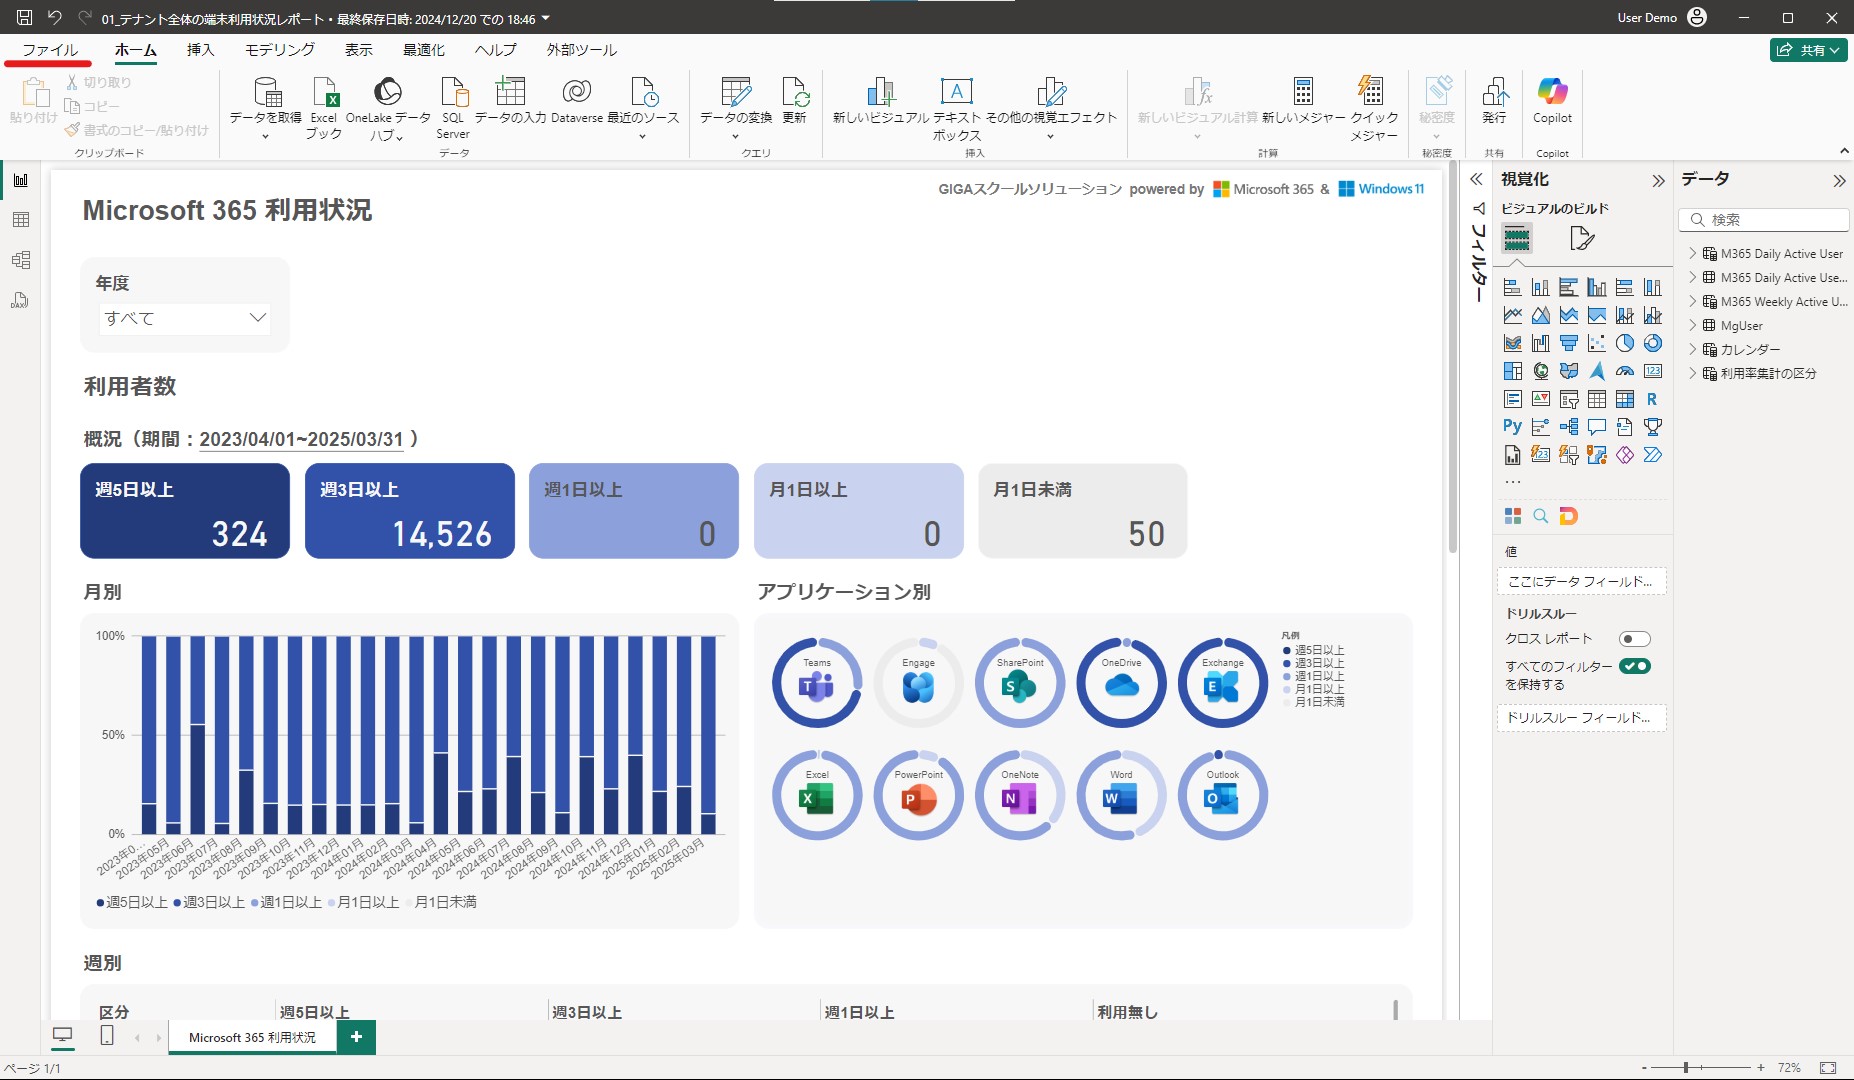 01_テナント全体の端末利用状況レポート • 最終保存日時: 2024/12/20 での 18:46
User Demo
ファイル ホーム 挿入 モデリング 表示 最適化 ヘルプ 外部ツール
共有
貼り付け
切り取り
コピー
書式のコピー/貼り付け
クリップボード
データを取得
Excel ブック
OneLake データ ハブ
SQL Server
データの入力
Dataverse
最近のソース
データ
データの変換
更新
クエリ
新しいビジュアル
テキスト ボックス
その他の視覚エフェクト
挿入
新しいビジュアル計算
新しいメジャー
クイック メジャー
計算
秘密度
秘密度
発行
共有
Copilot
Copilot
GIGAスクールソリューション powered by Microsoft 365 & Windows 11
Microsoft 365 利用状況
年度
すべて
利用者数
概況（期間：2023/04/01~2025/03/31 ）
週5日以上
324
週3日以上
14,526
週1日以上
0
月1日以上
0
月1日未満
50
月別
100%
50%
0%
2023年0...
2023年05月
2023年06月
2023年07月
2023年08月
2023年09月
2023年10月
2023年11月
2023年12月
2024年01月
2024年02月
2024年03月
2024年04月
2024年05月
2024年06月
2024年07月
2024年08月
2024年09月
2024年10月
2024年11月
2024年12月
2025年01月
2025年02月
2025年03月
週5日以上 週3日以上 週1日以上 月1日以上 月1日未満
アプリケーション別
Teams
Engage
SharePoint
OneDrive
Exchange
Excel
PowerPoint
OneNote
Word
Outlook
凡例
週5日以上
週3日以上
週1日以上
月1日以上
月1日未満
週別
区分 週5日以上 週3日以上 週1日以上 利用無し
フィルター
視覚化
ビジュアルのビルド
123
R
Py
...
値
ここにデータ フィールド...
ドリルスルー
クロス レポート
すべてのフィルター
を保持する
ドリルスルー フィールド...
データ
検索
M365 Daily Active User
M365 Daily Active Use...
M365 Weekly Active U...
MgUser
カレンダー
利用率集計の区分
Microsoft 365 利用状況
ページ 1/1
- + 72%